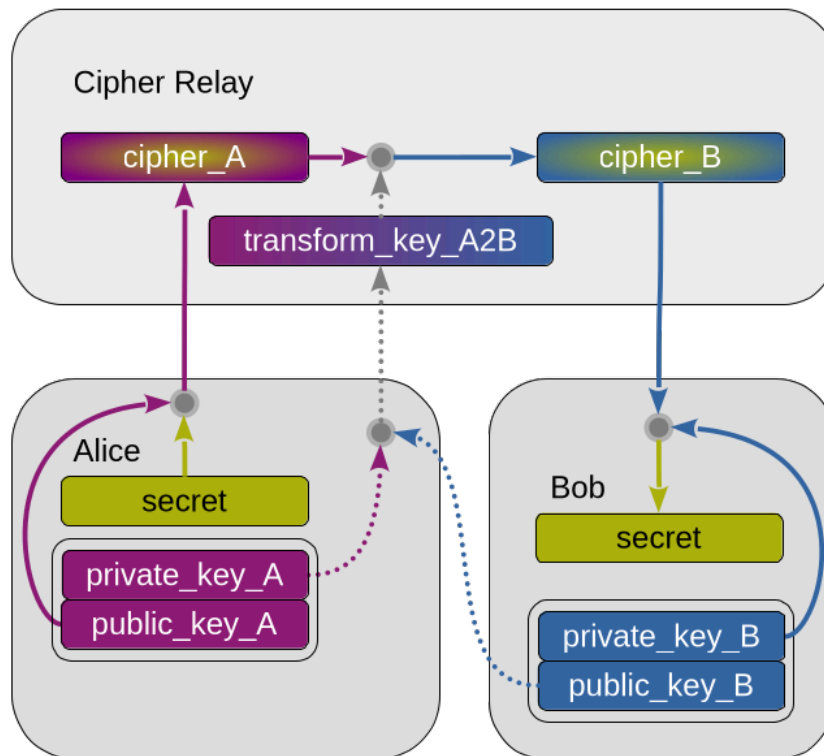 Cipher Relay
cipher_A
cipher_B
transform_key_A2B
Alice
secret
private_key_A
public_key_A
Bob
secret
private_key_B
public_key_B